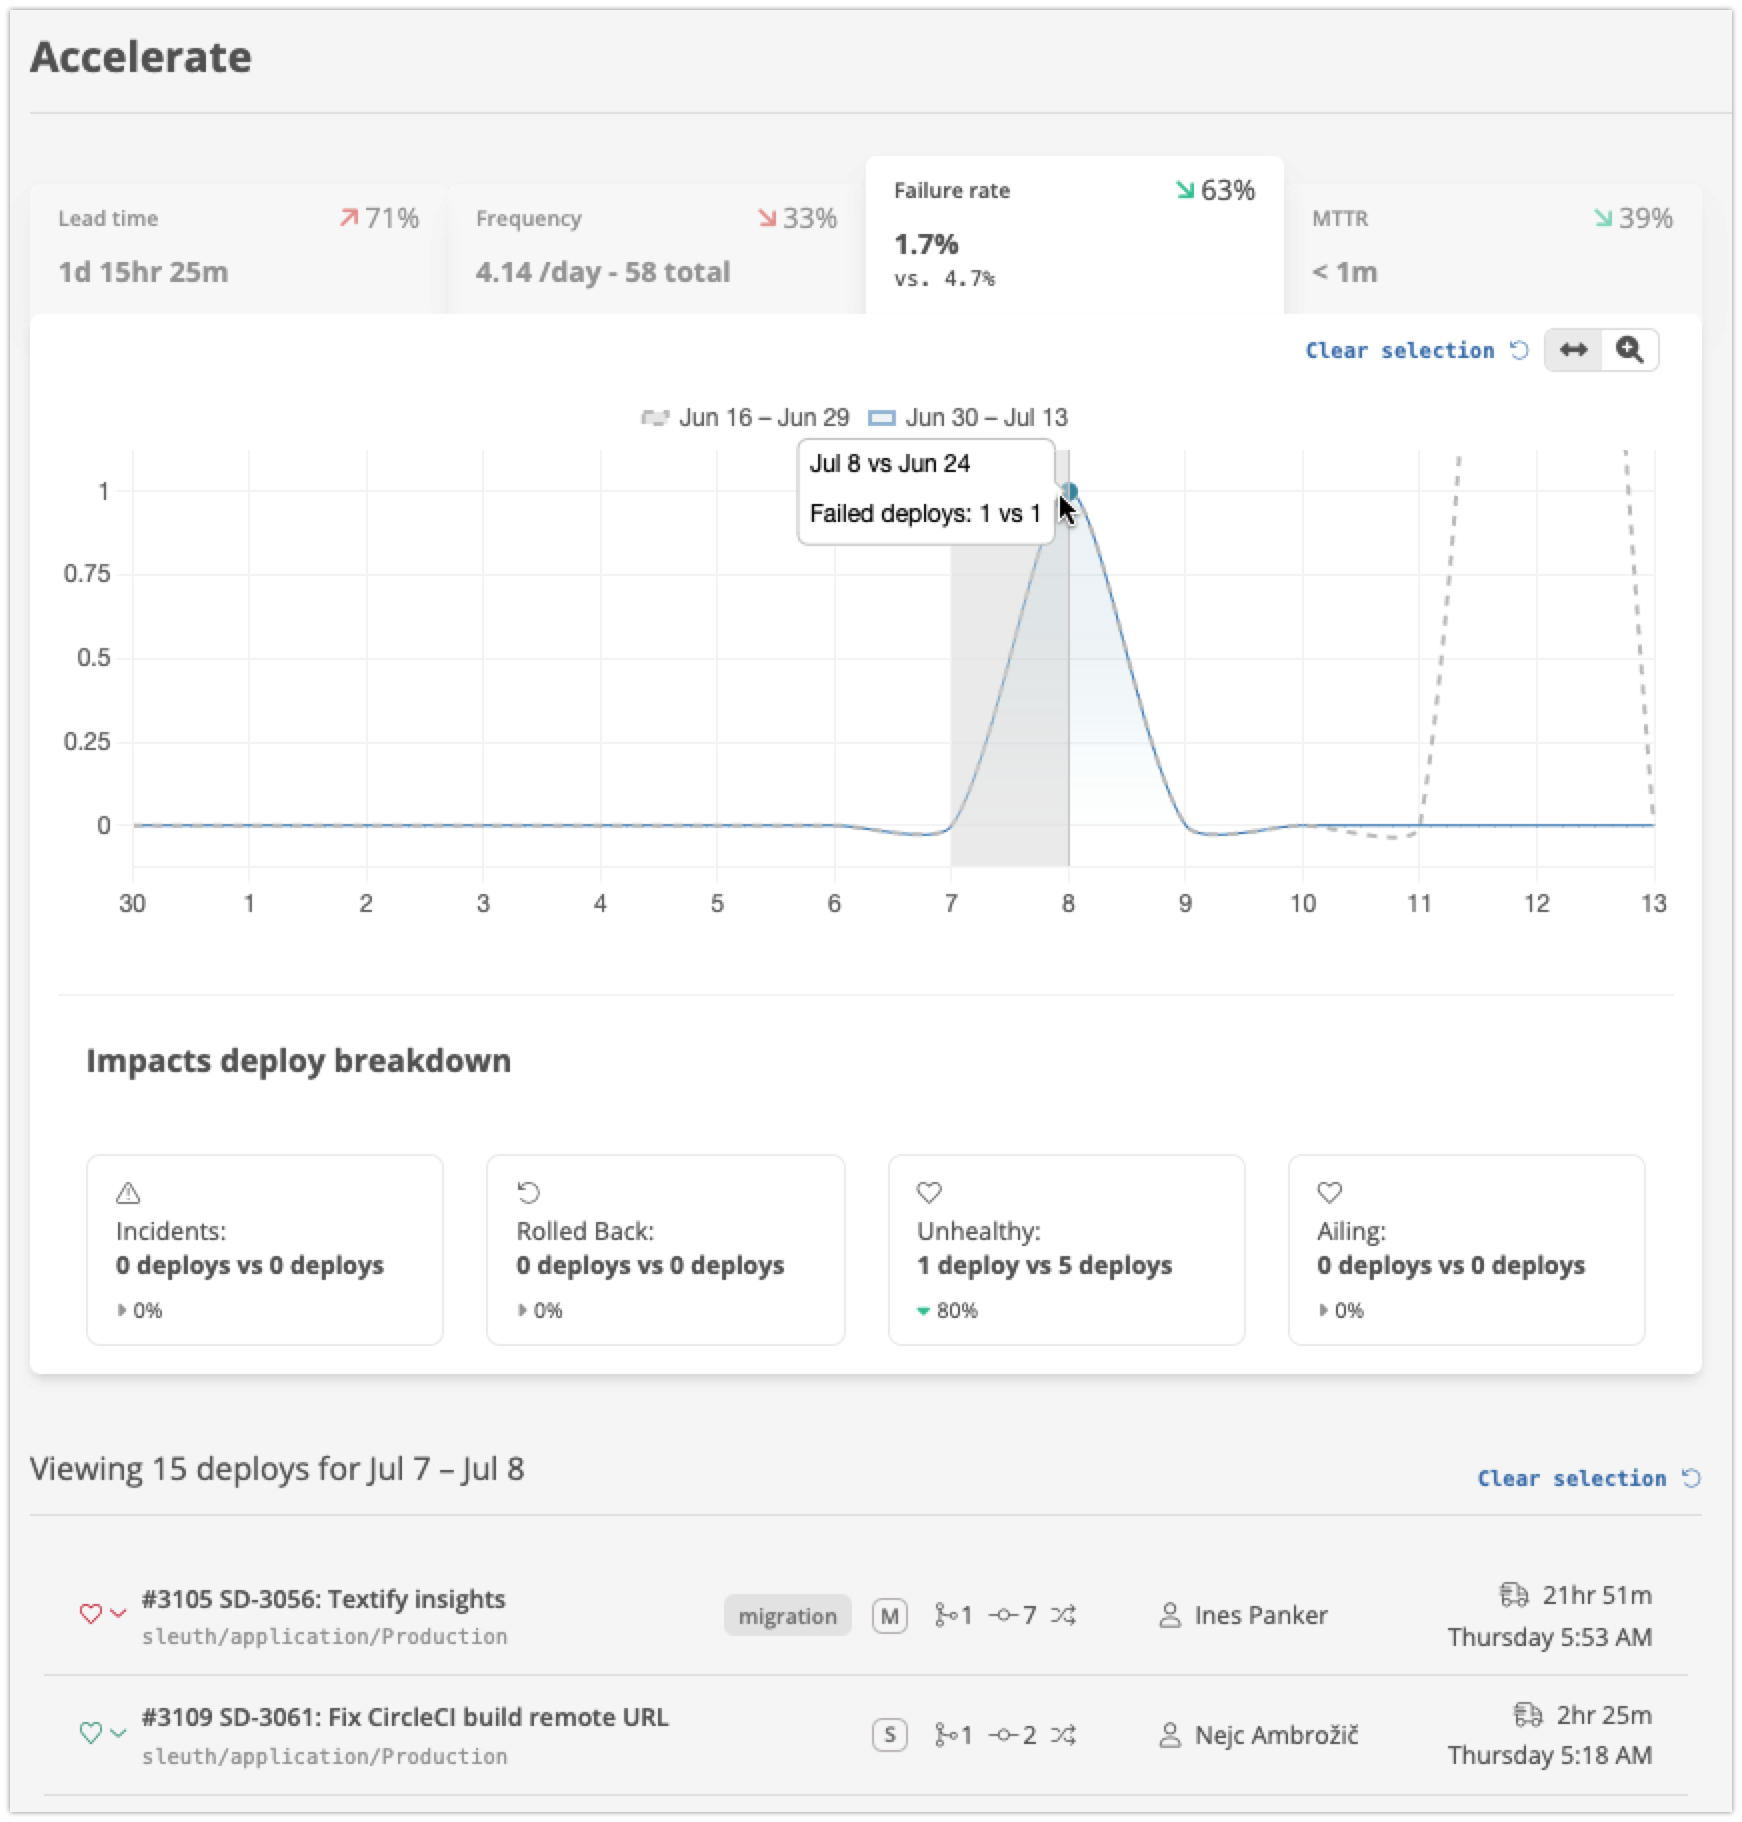 Accelerate
Lead time 71%
1d 15hr 25m
Frequency 33%
4.14 /day - 58 total
Failure rate 63%
1.7%
vs. 4.7%
MTTR 39%
< 1m
Clear selection
Jun 16 – Jun 29 Jun 30 – Jul 13
Jul 8 vs Jun 24
Failed deploys: 1 vs 1
1
0.75
0.5
0.25
0
30 1 2 3 4 5 6 7 8 9 10 11 12 13
Impacts deploy breakdown
Incidents:
0 deploys vs 0 deploys
0%
Rolled Back:
0 deploys vs 0 deploys
0%
Unhealthy:
1 deploy vs 5 deploys
80%
Ailing:
0 deploys vs 0 deploys
0%
Viewing 15 deploys for Jul 7 – Jul 8
Clear selection
#3105 SD-3056: Textify insights
sleuth/application/Production
migration M 1 7 Ines Panker
21hr 51m
Thursday 5:53 AM
#3109 SD-3061: Fix CircleCI build remote URL
sleuth/application/Production
S 1 2 Nejc Ambrožič
2hr 25m
Thursday 5:18 AM